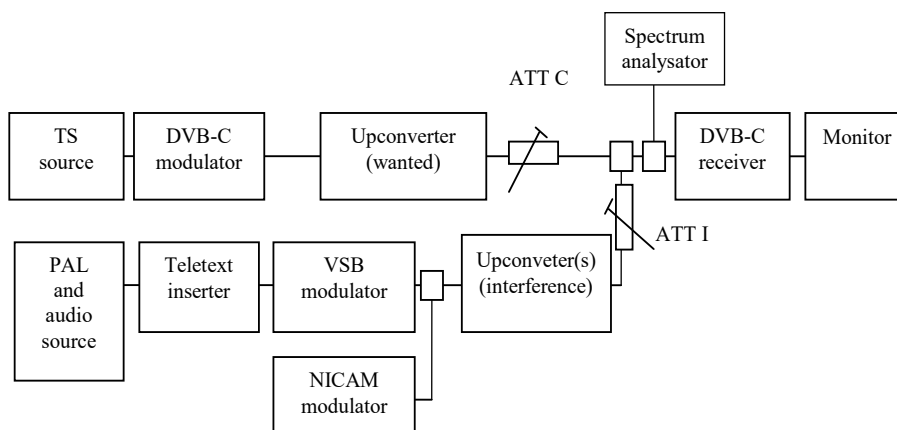 Spectrum
analysator
ATT C
TS
source
DVB-C
modulator
Upconverter
(wanted)
DVB-C
receiver
Monitor
ATT I
PAL
and
audio
source
Teletext
inserter
VSB
modulator
Upconveter(s)
(interference)
NICAM
modulator